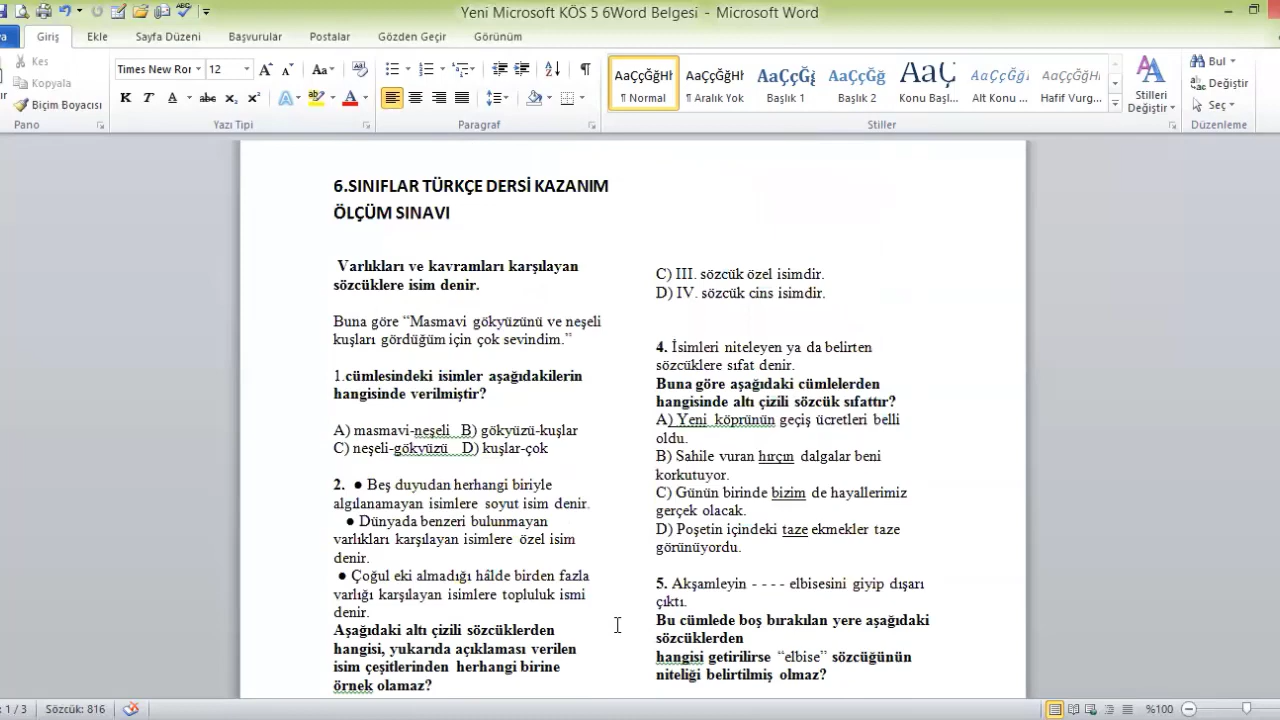 Yeni Microsoft KÖS 5 6Word Belgesi - Microsoft Word
Giriş Ekle Sayfa Düzeni Başvurular Postalar Gözden Geçir Görünüm
Kes
Kopyala
Biçim Boyacısı
Pano
Times New Ror 12
Yazı Tipi
Paragraf
AaÇçĞğHł AaÇçĞğHł AaÇçĞğ AaÇçĞğ AaÇ AaÇçĞğİ AaÇçĞğHł
¶ Normal ¶ Aralık Yok Başlık 1 Başlık 2 Konu Başl... Alt Konu ... Hafif Vurg...
Stiller
Stilleri Değiştir
Bul
Değiştir
Seç
Düzenleme
6.SINIFLAR TÜRKÇE DERSİ KAZANIM
ÖLÇÜM SINAVI
Varlıkları ve kavramları karşılayan
sözcüklere isim denir.
Buna göre “Masmavi gökyüzünü ve neşeli
kuşları gördüğüm için çok sevindim.”
1.cümlesindeki isimler aşağıdakilerin
hangisinde verilmiştir?
A) masmavi-neşeli B) gökyüzü-kuşlar
C) neşeli-gökyüzü D) kuşlar-çok
2. ● Beş duyudan herhangi biriyle
algılanamayan isimlere soyut isim denir.
● Dünyada benzeri bulunmayan
varlıkları karşılayan isimlere özel isim
denir.
● Çoğul eki almadığı hâlde birden fazla
varlığı karşılayan isimlere topluluk ismi
denir.
Aşağıdaki altı çizili sözcüklerden
hangisi, yukarıda açıklaması verilen
isim çeşitlerinden herhangi birine
örnek olamaz?
C) III. sözcük özel isimdir.
D) IV. sözcük cins isimdir.
4. İsimleri niteleyen ya da belirten
sözcüklere sıfat denir.
Buna göre aşağıdaki cümlelerden
hangisinde altı çizili sözcük sıfattır?
A) Yeni köprünün geçiş ücretleri belli
oldu.
B) Sahile vuran hırçın dalgalar beni
korkutuyor.
C) Günün birinde bizim de hayallerimiz
gerçek olacak.
D) Poşetin içindeki taze ekmekler taze
görünüyordu.
5. Akşamleyin - - - - elbisesini giyip dışarı
çıktı.
Bu cümlede boş bırakılan yere aşağıdaki
sözcüklerden
hangisi getirilirse “elbise” sözcüğünün
niteliği belirtilmiş olmaz?
1 / 3 Sözcük: 816
%100